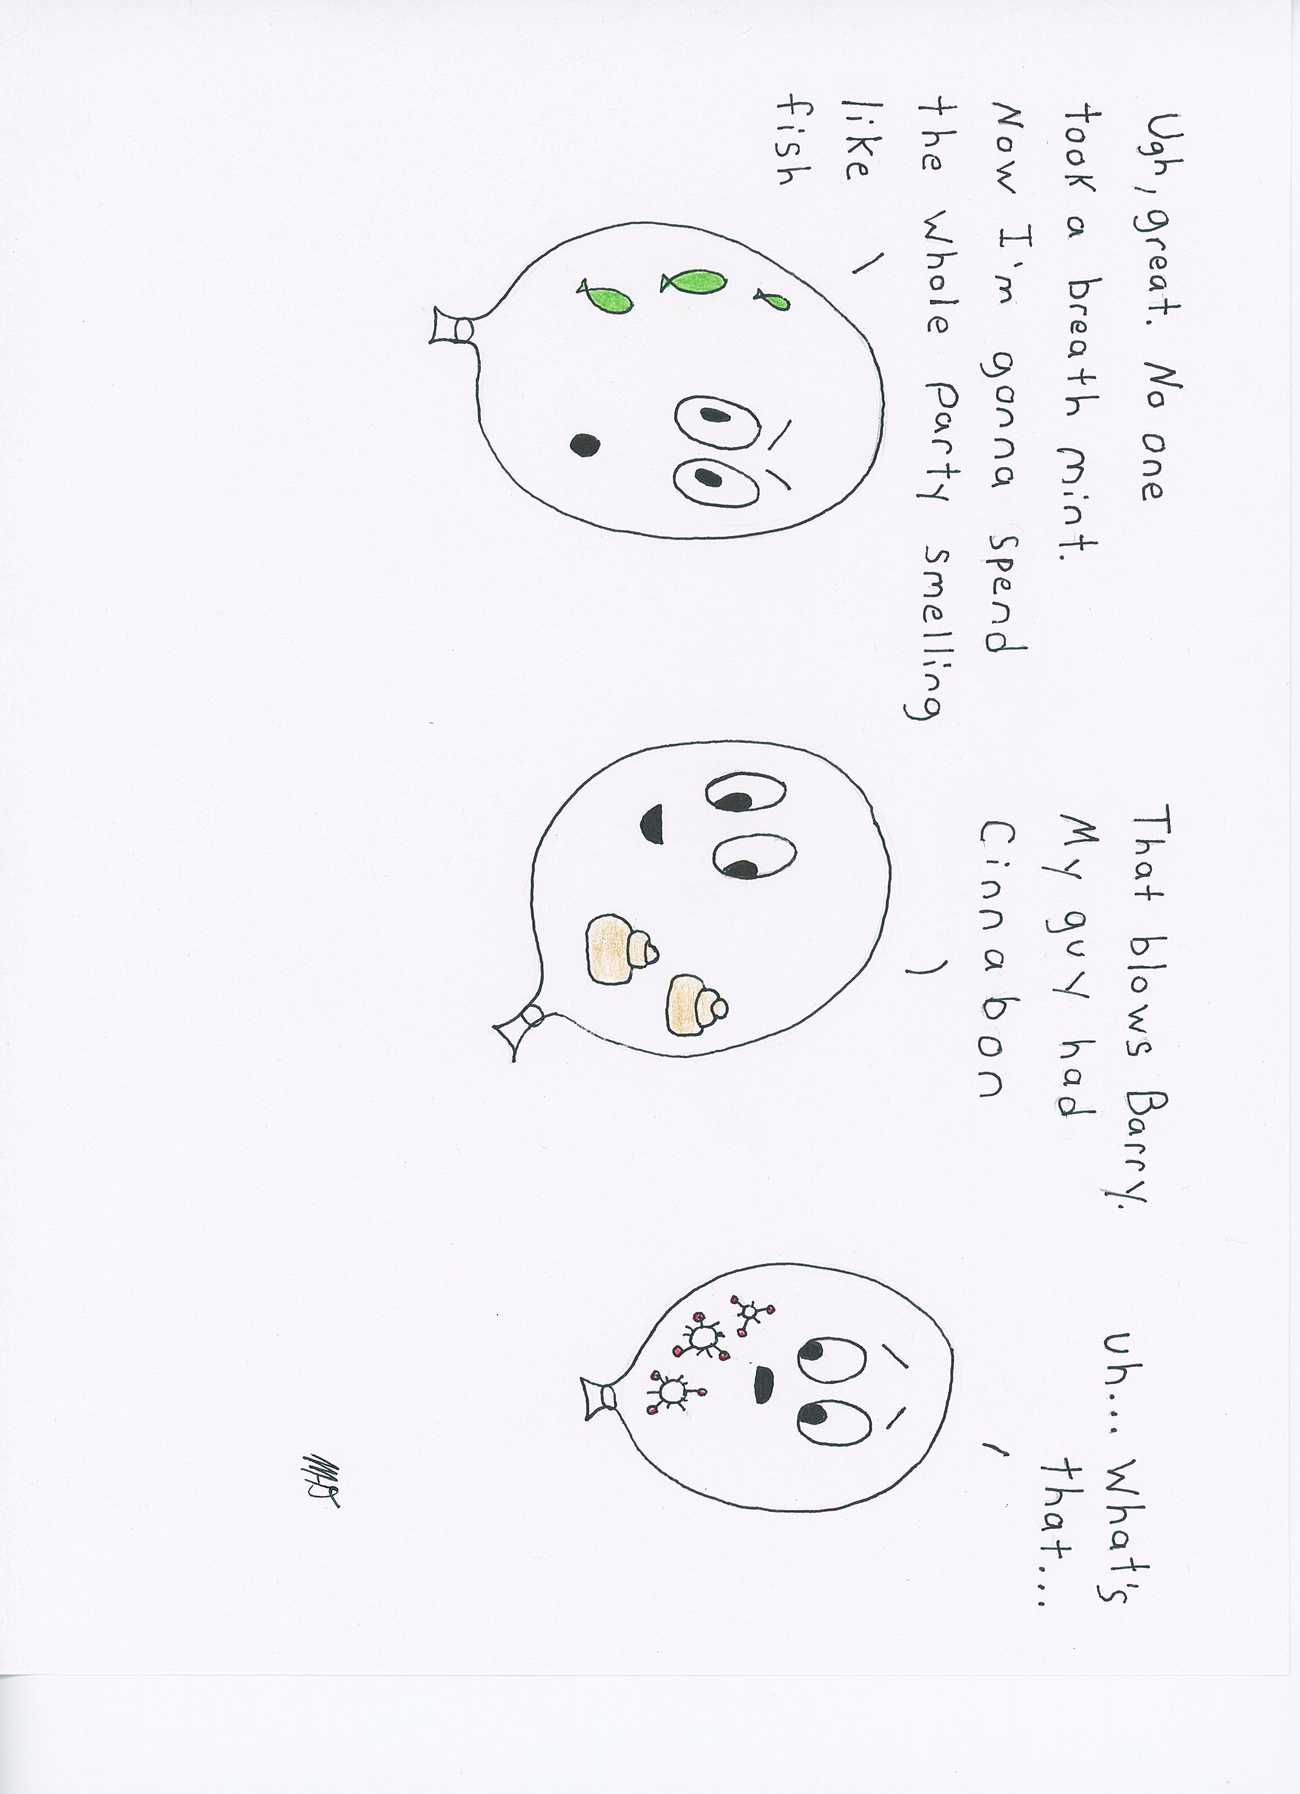 Ugh, great. No one
took a breath mint.
Now I'm gonna spend
the whole party smelling
like
fish
That blows Barry.
My guy had
Cinnabon
Uh... What's
that...